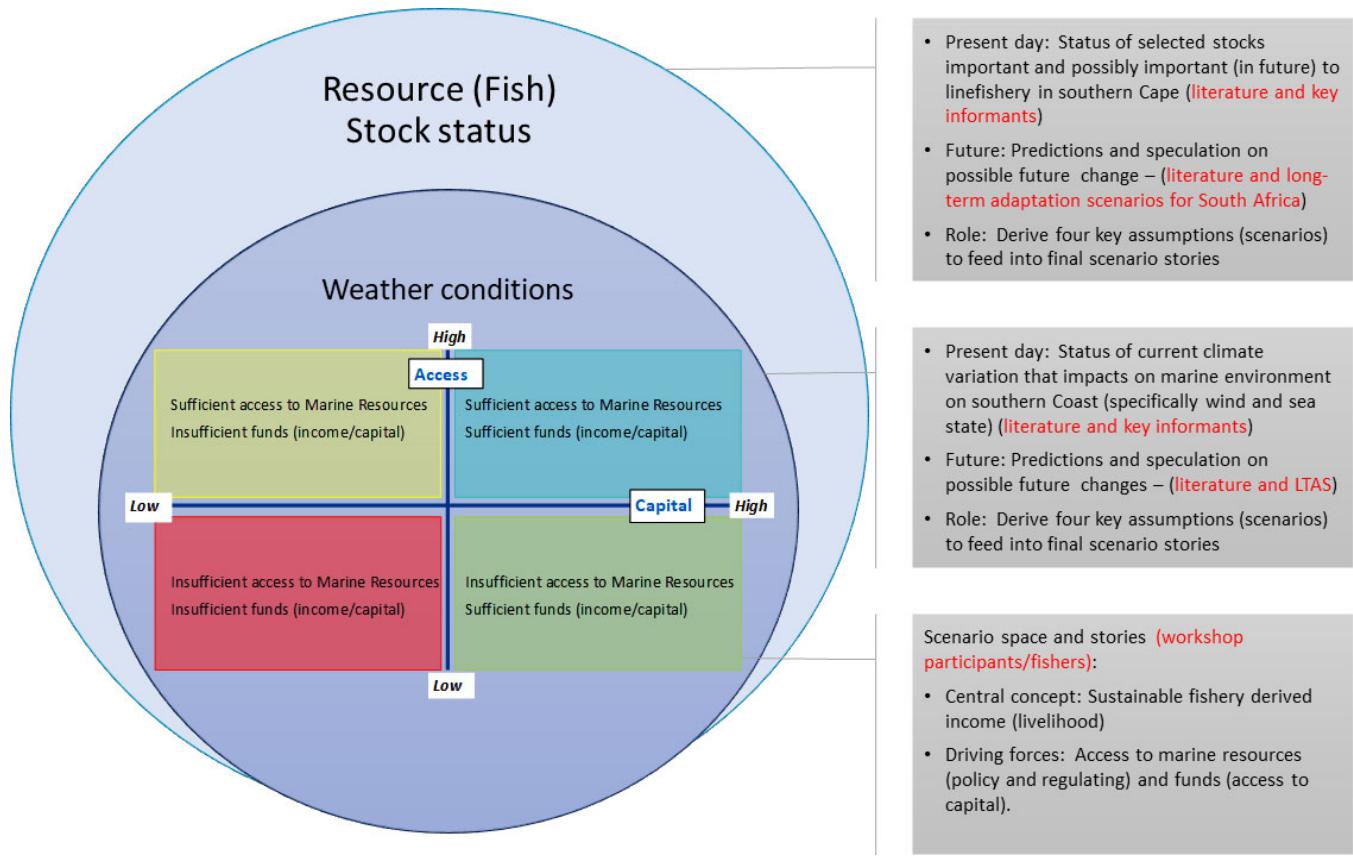 Resource (Fish)
Stock status
Weather conditions
High
Access
Sufficient access to Marine Resources
Insufficient funds (income/capital)
Sufficient access to Marine Resources
Sufficient funds (income/capital)
Low
Capital
High
Insufficient access to Marine Resources
Insufficient funds (income/capital)
Insufficient access to Marine Resources
Sufficient funds (income/capital)
Low
• Present day: Status of selected stocks
important and possibly important (in future) to
linefishery in southern Cape (literature and key
informants)
• Future: Predictions and speculation on
possible future change – (literature and long-
term adaptation scenarios for South Africa)
• Role: Derive four key assumptions (scenarios)
to feed into final scenario stories
• Present day: Status of current climate
variation that impacts on marine environment
on southern Coast (specifically wind and sea
state) (literature and key informants)
• Future: Predictions and speculation on
possible future changes – (literature and LTAS)
• Role: Derive four key assumptions (scenarios)
to feed into final scenario stories
Scenario space and stories (workshop
participants/fishers):
• Central concept: Sustainable fishery derived
income (livelihood)
• Driving forces: Access to marine resources
(policy and regulating) and funds (access to
capital).